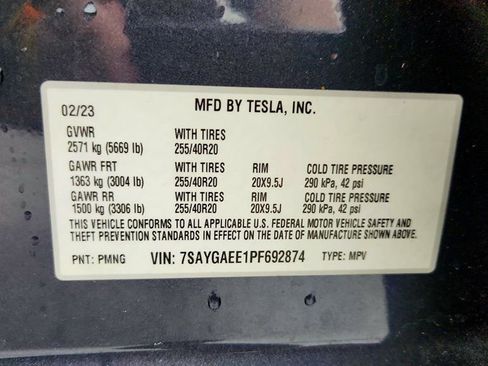 02/23 MFD BY TESLA, INC.
GVWR WITH TIRES
2571 kg (5669 lb) 255/40R20
GAWR FRT WITH TIRES RIM COLD TIRE PRESSURE
1363 kg (3004 lb) 255/40R20 20X9.5J 290 kPa, 42 psi
GAWR RR WITH TIRES RIM COLD TIRE PRESSURE
1500 kg (3306 lb) 255/40R20 20X9.5J 290 kPa, 42 psi
THIS VEHICLE CONFORMS TO ALL APPLICABLE U.S. FEDERAL MOTOR VEHICLE SAFETY AND
THEFT PREVENTION STANDARDS IN EFFECT ON THE DATE OF MANUFACTURE SHOWN ABOVE.
PNT: PMNG VIN: 7SAYGAEE1PF692874 TYPE: MPV